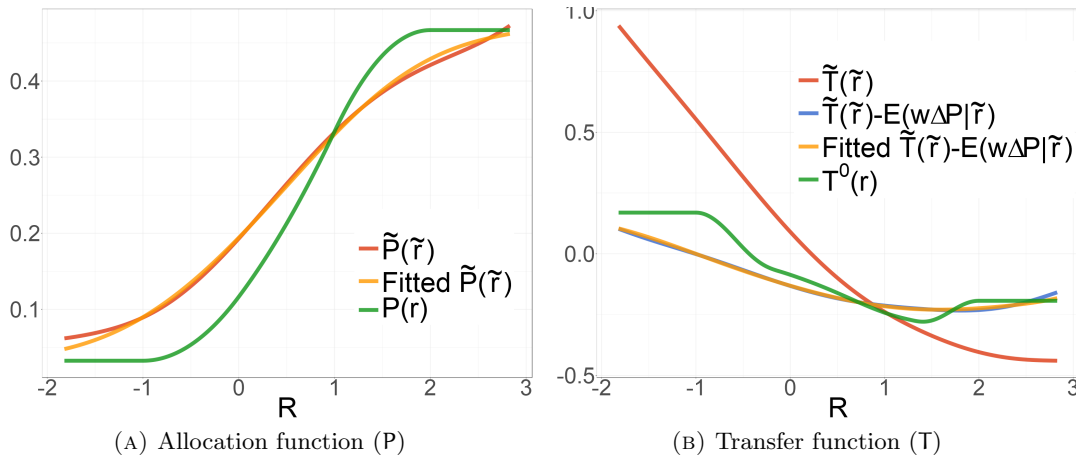 0.4
0.3
0.2
0.1
-2 -1 0 1 2 3
R
P̃(r̃)
Fitted P̃(r̃)
P(r)
(A) Allocation function (P)
1.0
0.5
0.0
-0.5
-2 -1 0 1 2 3
R
T̃(r̃)
T̃(r̃)-E(wΔP|r̃)
Fitted T̃(r̃)-E(wΔP|r̃)
T⁰(r)
(B) Transfer function (T)